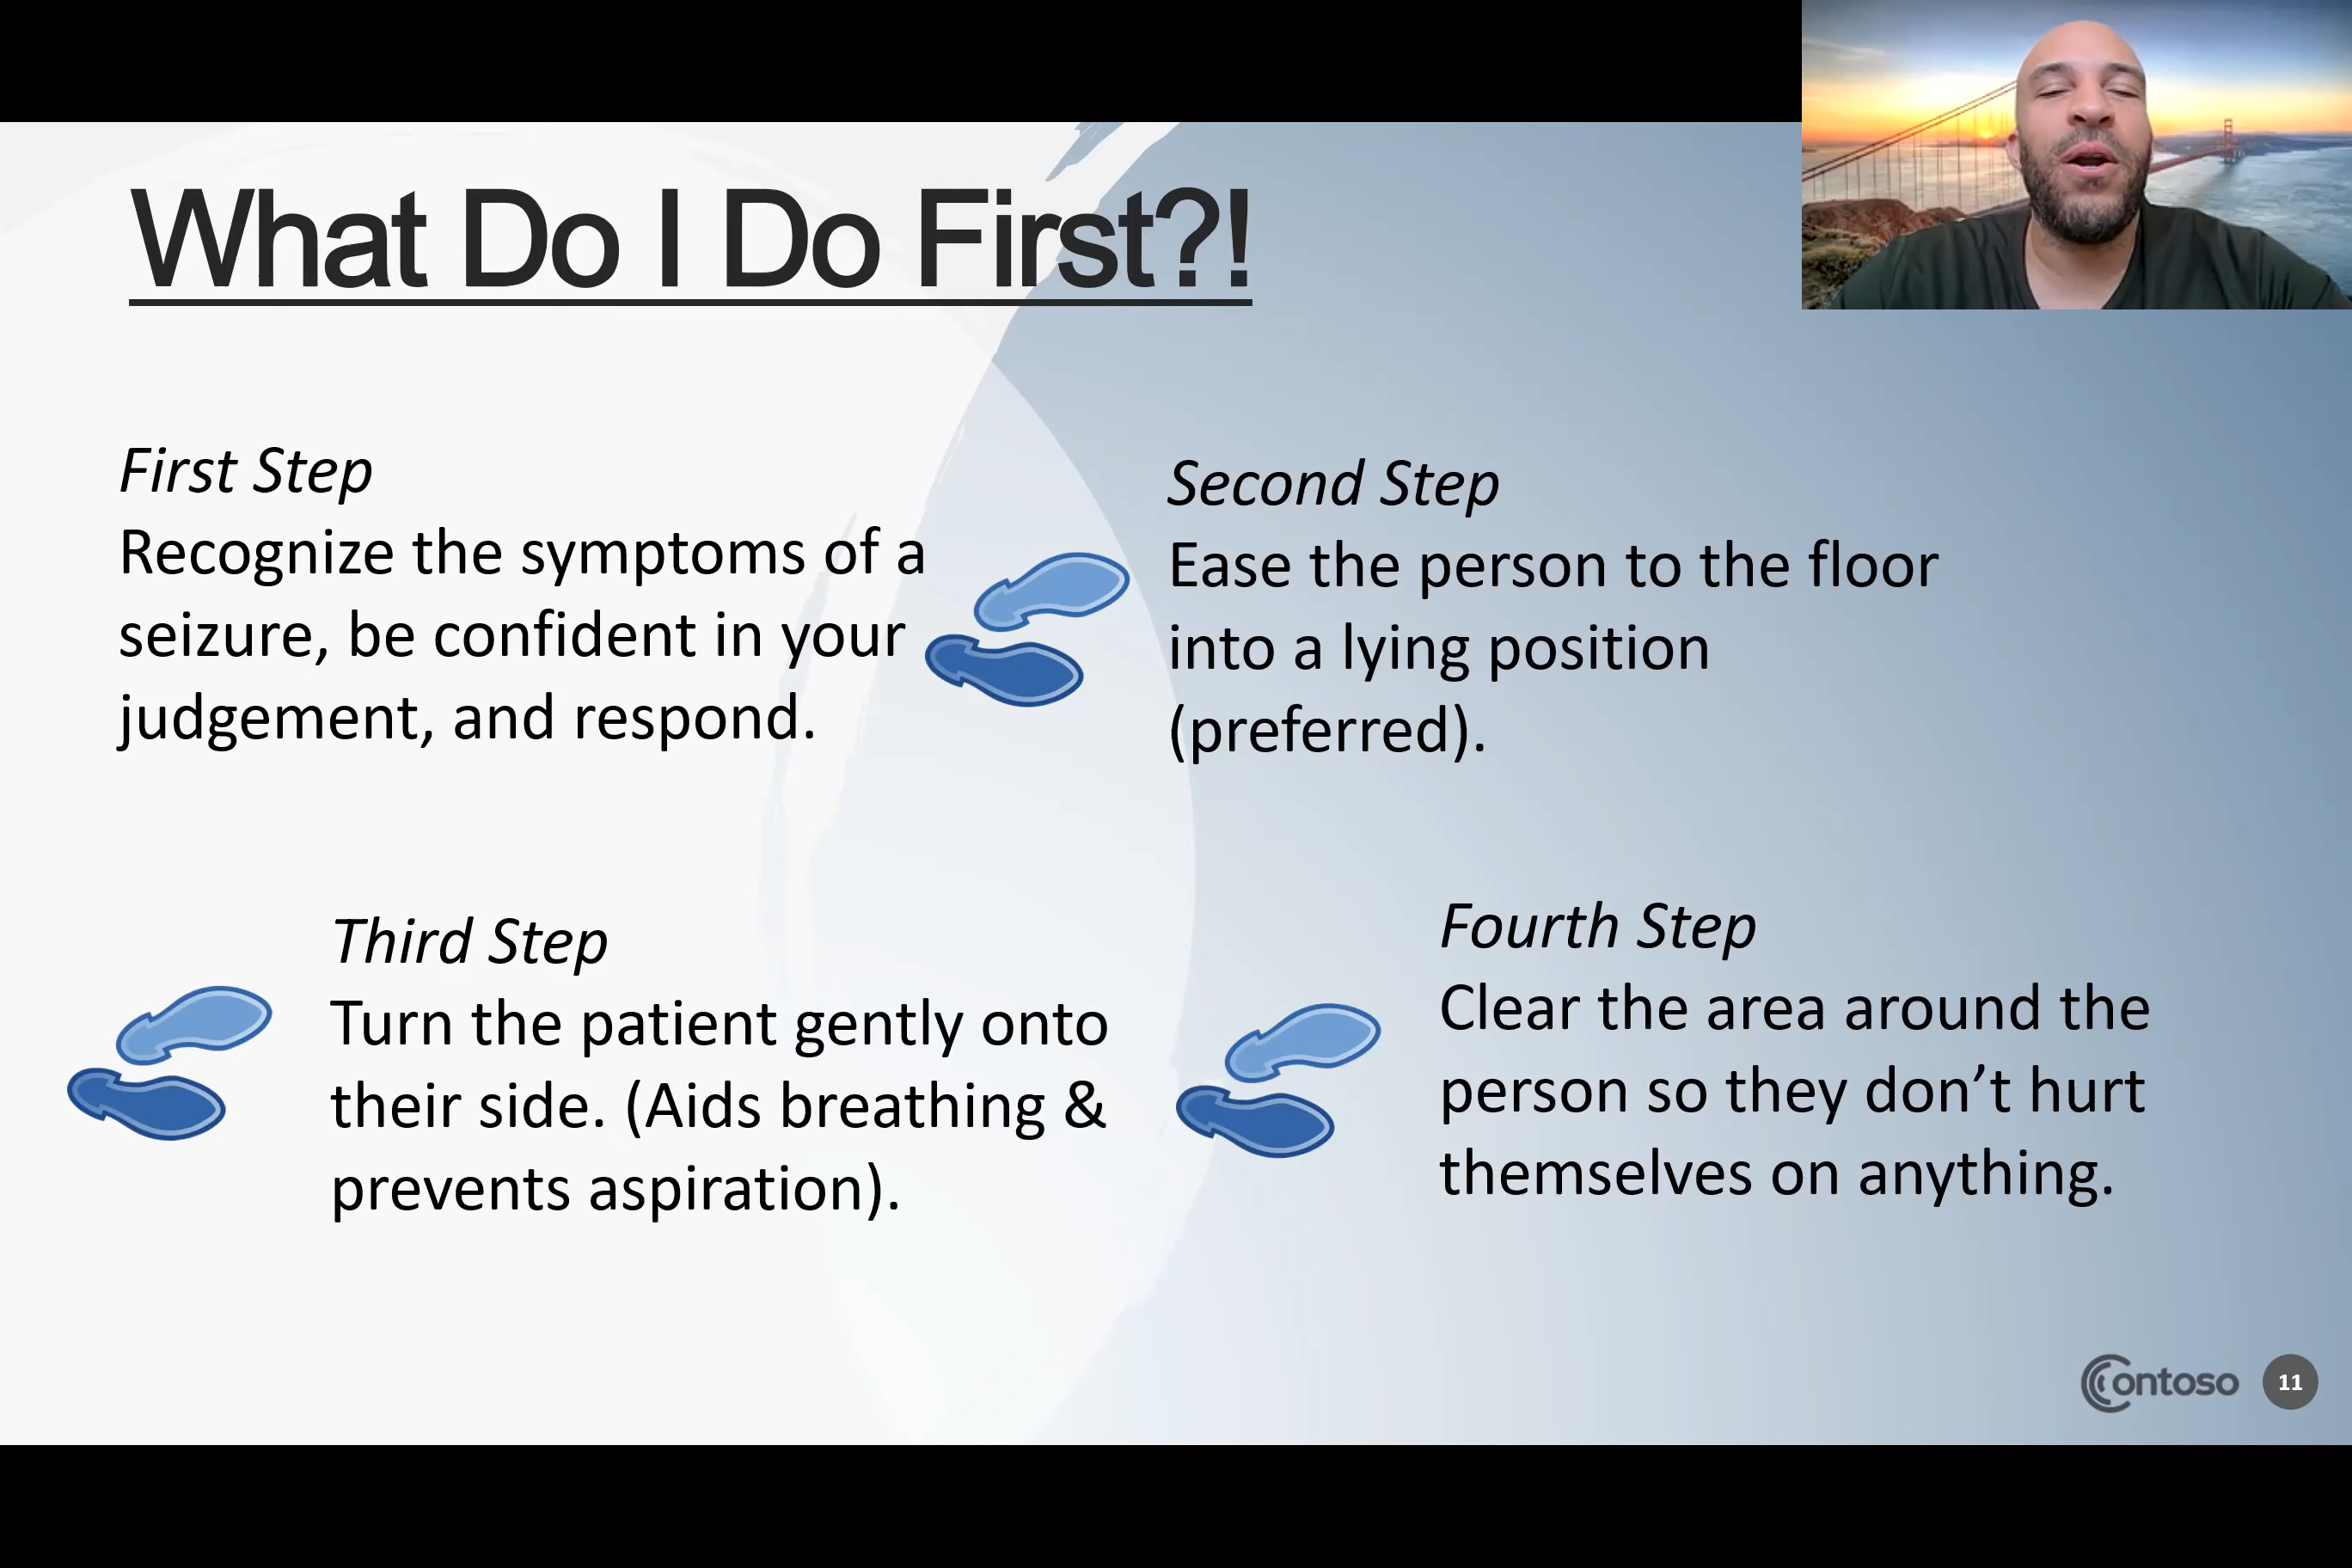 What Do I Do First?!
First Step
Recognize the symptoms of a
seizure, be confident in your
judgement, and respond.
Second Step
Ease the person to the floor
into a lying position
(preferred).
Third Step
Turn the patient gently onto
their side. (Aids breathing &
prevents aspiration).
Fourth Step
Clear the area around the
person so they don’t hurt
themselves on anything.
Contoso
11